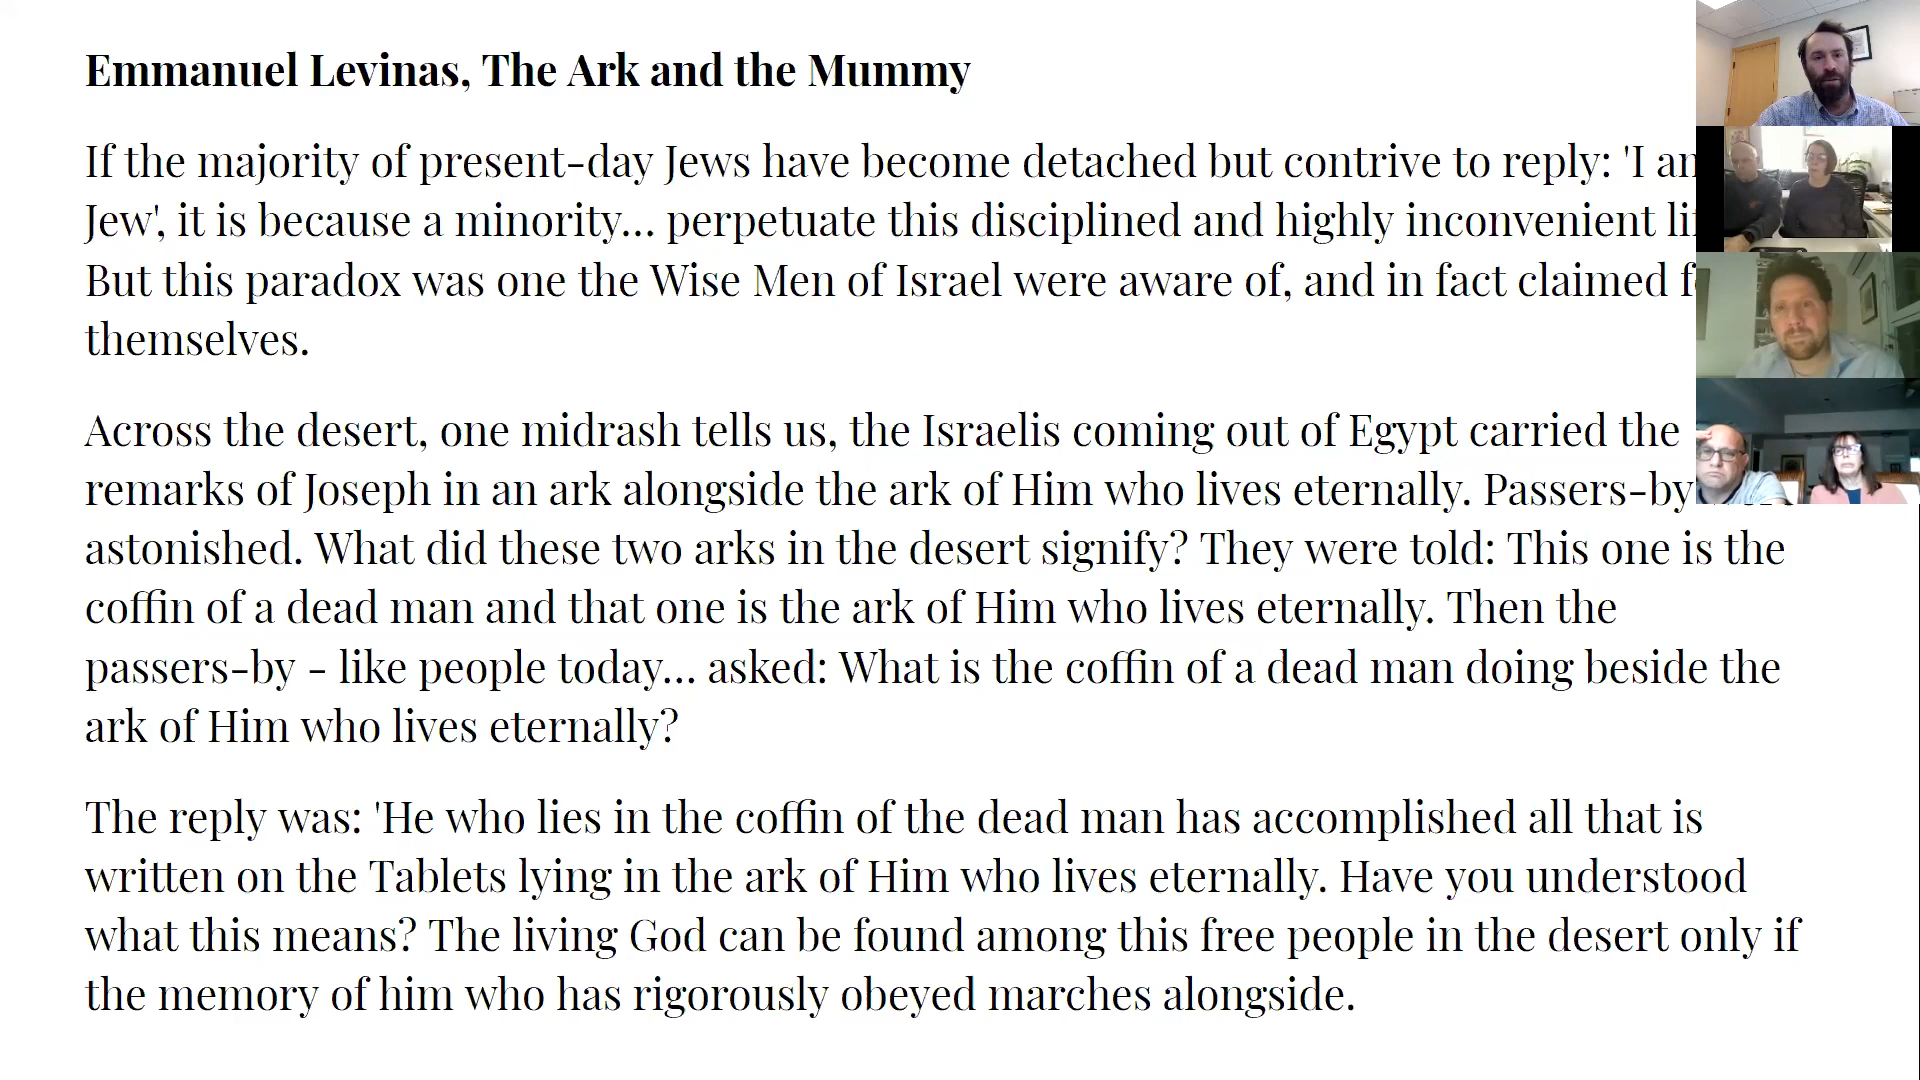 Emmanuel Levinas, The Ark and the Mummy
If the majority of present-day Jews have become detached but contrive to reply: 'I am
Jew', it is because a minority... perpetuate this disciplined and highly inconvenient
But this paradox was one the Wise Men of Israel were aware of, and in fact claimed
themselves.
Across the desert, one midrash tells us, the Israelis coming out of Egypt carried the
remarks of Joseph in an ark alongside the ark of Him who lives eternally. Passers-by
astonished. What did these two arks in the desert signify? They were told: This one is the
coffin of a dead man and that one is the ark of Him who lives eternally. Then the
passers-by - like people today... asked: What is the coffin of a dead man doing beside the
ark of Him who lives eternally?
The reply was: 'He who lies in the coffin of the dead man has accomplished all that is
written on the Tablets lying in the ark of Him who lives eternally. Have you understood
what this means? The living God can be found among this free people in the desert only if
the memory of him who has rigorously obeyed marches alongside.